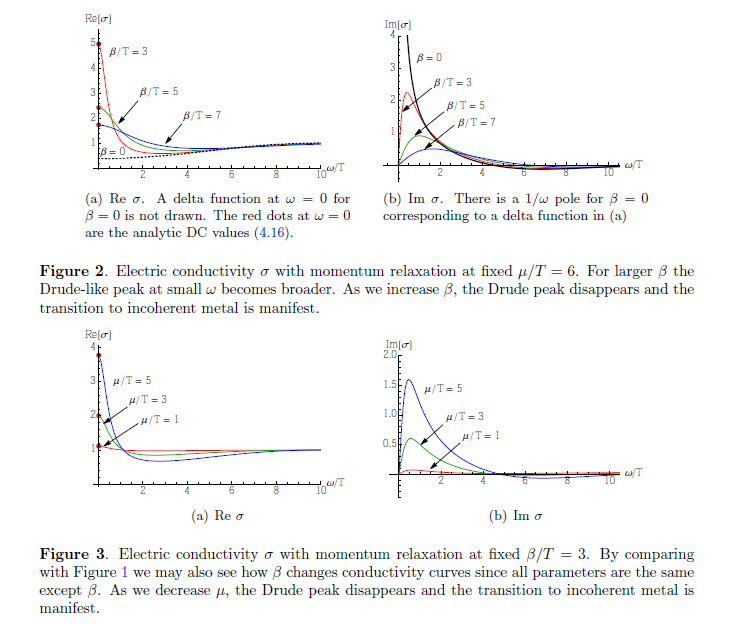 Re[σ]
5
4
3
2
1
β/T = 3
β/T = 5
β/T = 7
β = 0
2
4
6
8
10
ω/T
Im[σ]
4
3
2
1
β = 0
β/T = 3
β/T = 5
β/T = 7
2
4
6
8
10
ω/T
(a) Re σ. A delta function at ω = 0 for
β = 0 is not drawn. The red dots at ω = 0
are the analytic DC values (4.16).
(b) Im σ. There is a 1/ω pole for β = 0
corresponding to a delta function in (a)
Figure 2. Electric conductivity σ with momentum relaxation at fixed μ/T = 6. For larger β the
Drude-like peak at small ω becomes broader. As we increase β, the Drude peak disappears and the
transition to incoherent metal is manifest.
Re[σ]
4
3
2
1
μ/T = 5
μ/T = 3
μ/T = 1
2
4
6
8
10
ω/T
Im[σ]
2.0
1.5
1.0
0.5
μ/T = 5
μ/T = 3
μ/T = 1
2
4
6
8
10
ω/T
(a) Re σ
(b) Im σ
Figure 3. Electric conductivity σ with momentum relaxation at fixed β/T = 3. By comparing
with Figure 1 we may also see how β changes conductivity curves since all parameters are the same
except β. As we decrease μ, the Drude peak disappears and the transition to incoherent metal is
manifest.